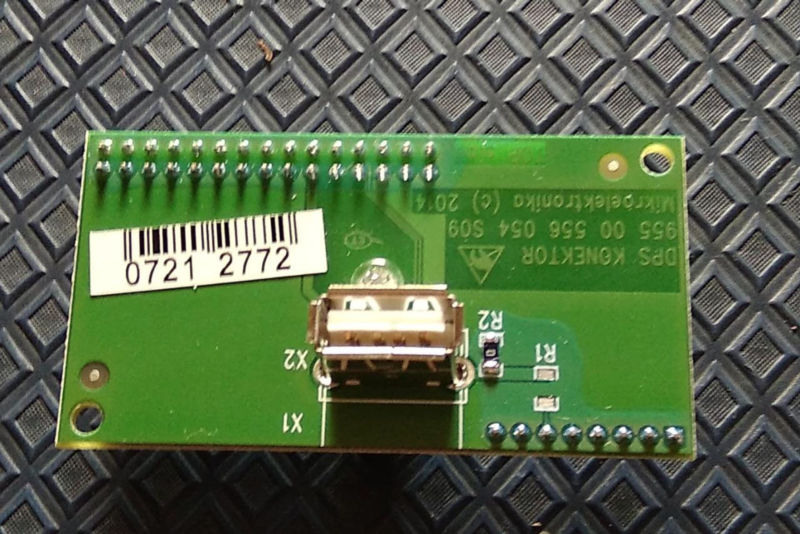 0721 2772
DPS KONEKTOR
955 00 556 054 S09
Mikroelektronika (c) 2014
R2
R1
X2
X1